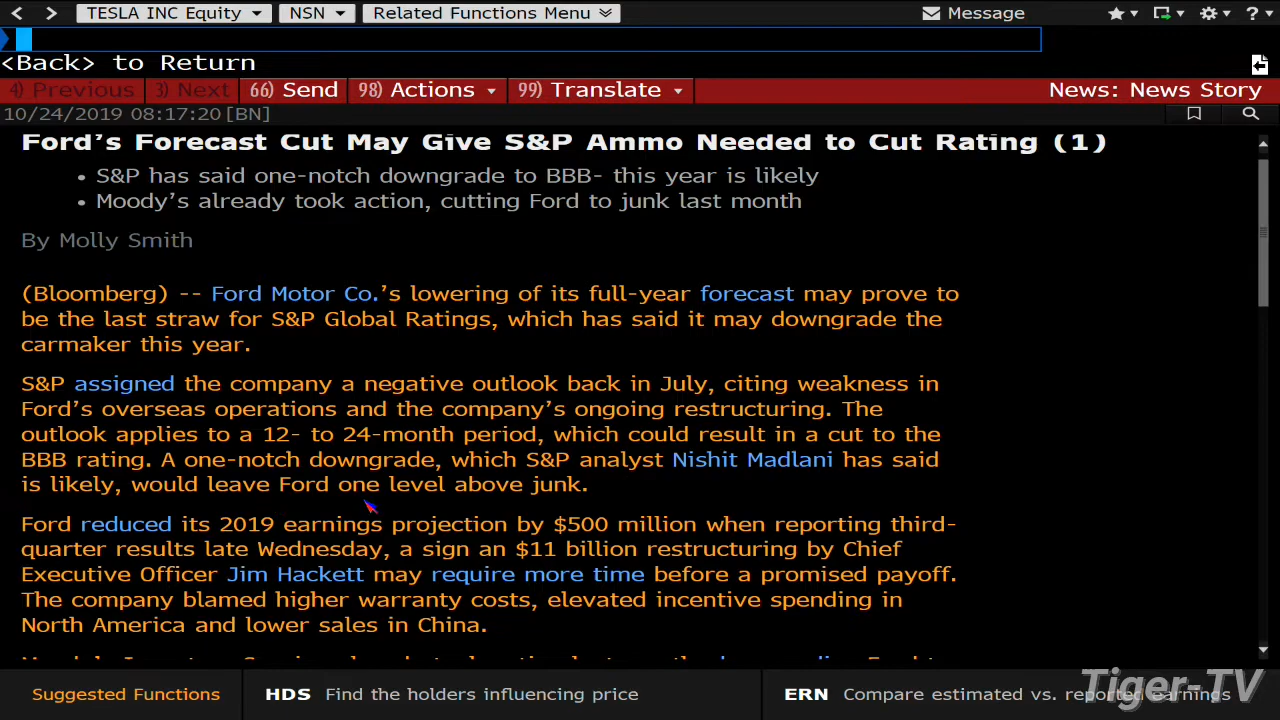 TESLA INC Equity NSN Related Functions Menu Message
<Back> to Return
4) Previous 3) Next 66) Send 98) Actions 99) Translate News: News Story
10/24/2019 08:17:20 [BN]
Ford's Forecast Cut May Give S&P Ammo Needed to Cut Rating (1)
• S&P has said one-notch downgrade to BBB- this year is likely
• Moody's already took action, cutting Ford to junk last month
By Molly Smith
(Bloomberg) -- Ford Motor Co.'s lowering of its full-year forecast may prove to
be the last straw for S&P Global Ratings, which has said it may downgrade the
carmaker this year.
S&P assigned the company a negative outlook back in July, citing weakness in
Ford's overseas operations and the company's ongoing restructuring. The
outlook applies to a 12- to 24-month period, which could result in a cut to the
BBB rating. A one-notch downgrade, which S&P analyst Nishit Madlani has said
is likely, would leave Ford one level above junk.
Ford reduced its 2019 earnings projection by $500 million when reporting third-
quarter results late Wednesday, a sign an $11 billion restructuring by Chief
Executive Officer Jim Hackett may require more time before a promised payoff.
The company blamed higher warranty costs, elevated incentive spending in
North America and lower sales in China.
Suggested Functions HDS Find the holders influencing price ERN Compare estimated vs. reported earnings
Tiger-TV